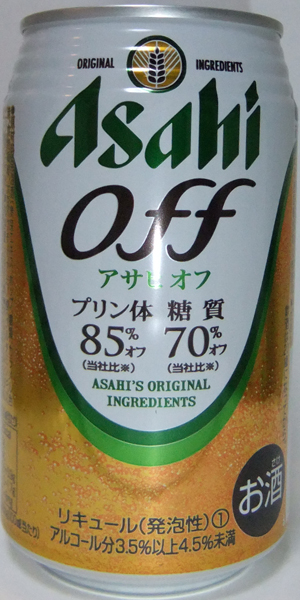 ORIGINAL INGREDIENTS
Asahi
Off
アサヒ オフ
プリン体 糖質
85%オフ 70%オフ
(当社比※) (当社比※)
ASAHI'S ORIGINAL
INGREDIENTS
お酒
リキュール(発泡性)①
アルコール分3.5%以上4.5%未満